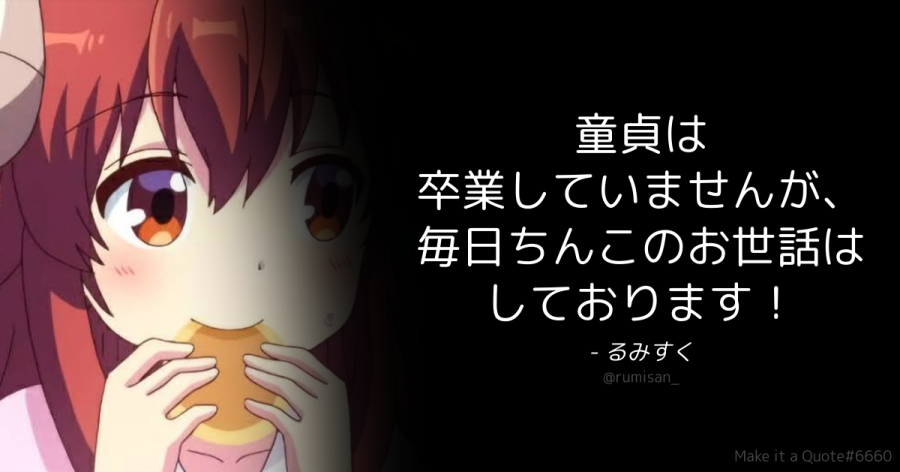 童貞は
卒業していませんが、
毎日ちんこのお世話は
しております！
- るみすく
@rumisan_
Make it a Quote#6660